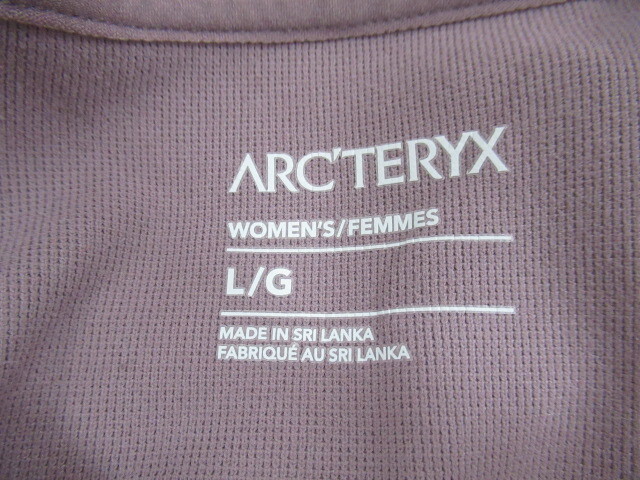 ARC'TERYX
WOMEN'S/FEMMES
L/G
MADE IN SRI LANKA
FABRIQUÉ AU SRI LANKA